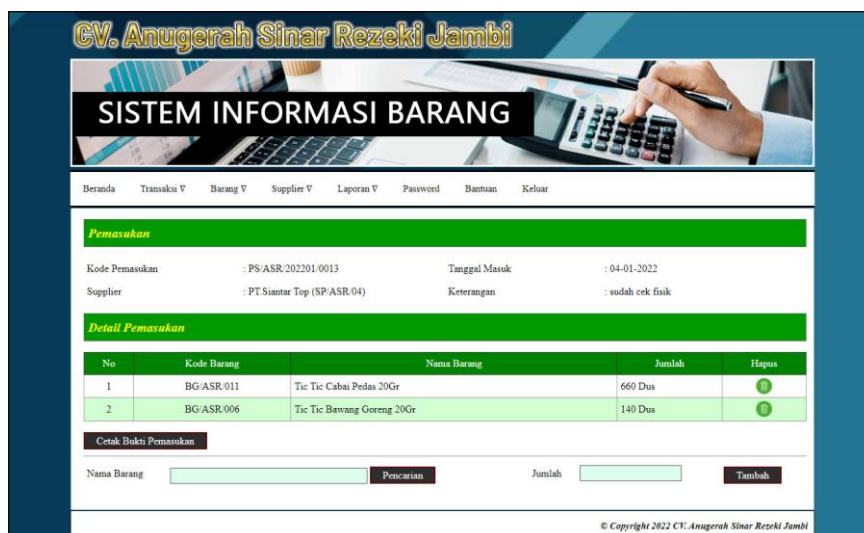 CV. Anugerah Sinar Rezeki Jambi
SISTEM INFORMASI BARANG
Beranda Transaksi ∇ Barang ∇ Supplier ∇ Laporan ∇ Password Bantuan Keluar
Pemasukan
Kode Pemasukan : PS/ASR/202201/0013 Tanggal Masuk : 04-01-2022
Supplier : PT.Siantar Top (SP/ASR/04) Keterangan : sudah cek fisik
Detail Pemasukan
No Kode Barang Nama Barang Jumlah Hapus
1 BG/ASR/011 Tic Tic Cabai Pedas 20Gr 660 Dus
2 BG/ASR/006 Tic Tic Bawang Goreng 20Gr 140 Dus
Cetak Bukti Pemasukan
Nama Barang Pencarian Jumlah Tambah
© Copyright 2022 CV. Anugerah Sinar Rezeki Jambi